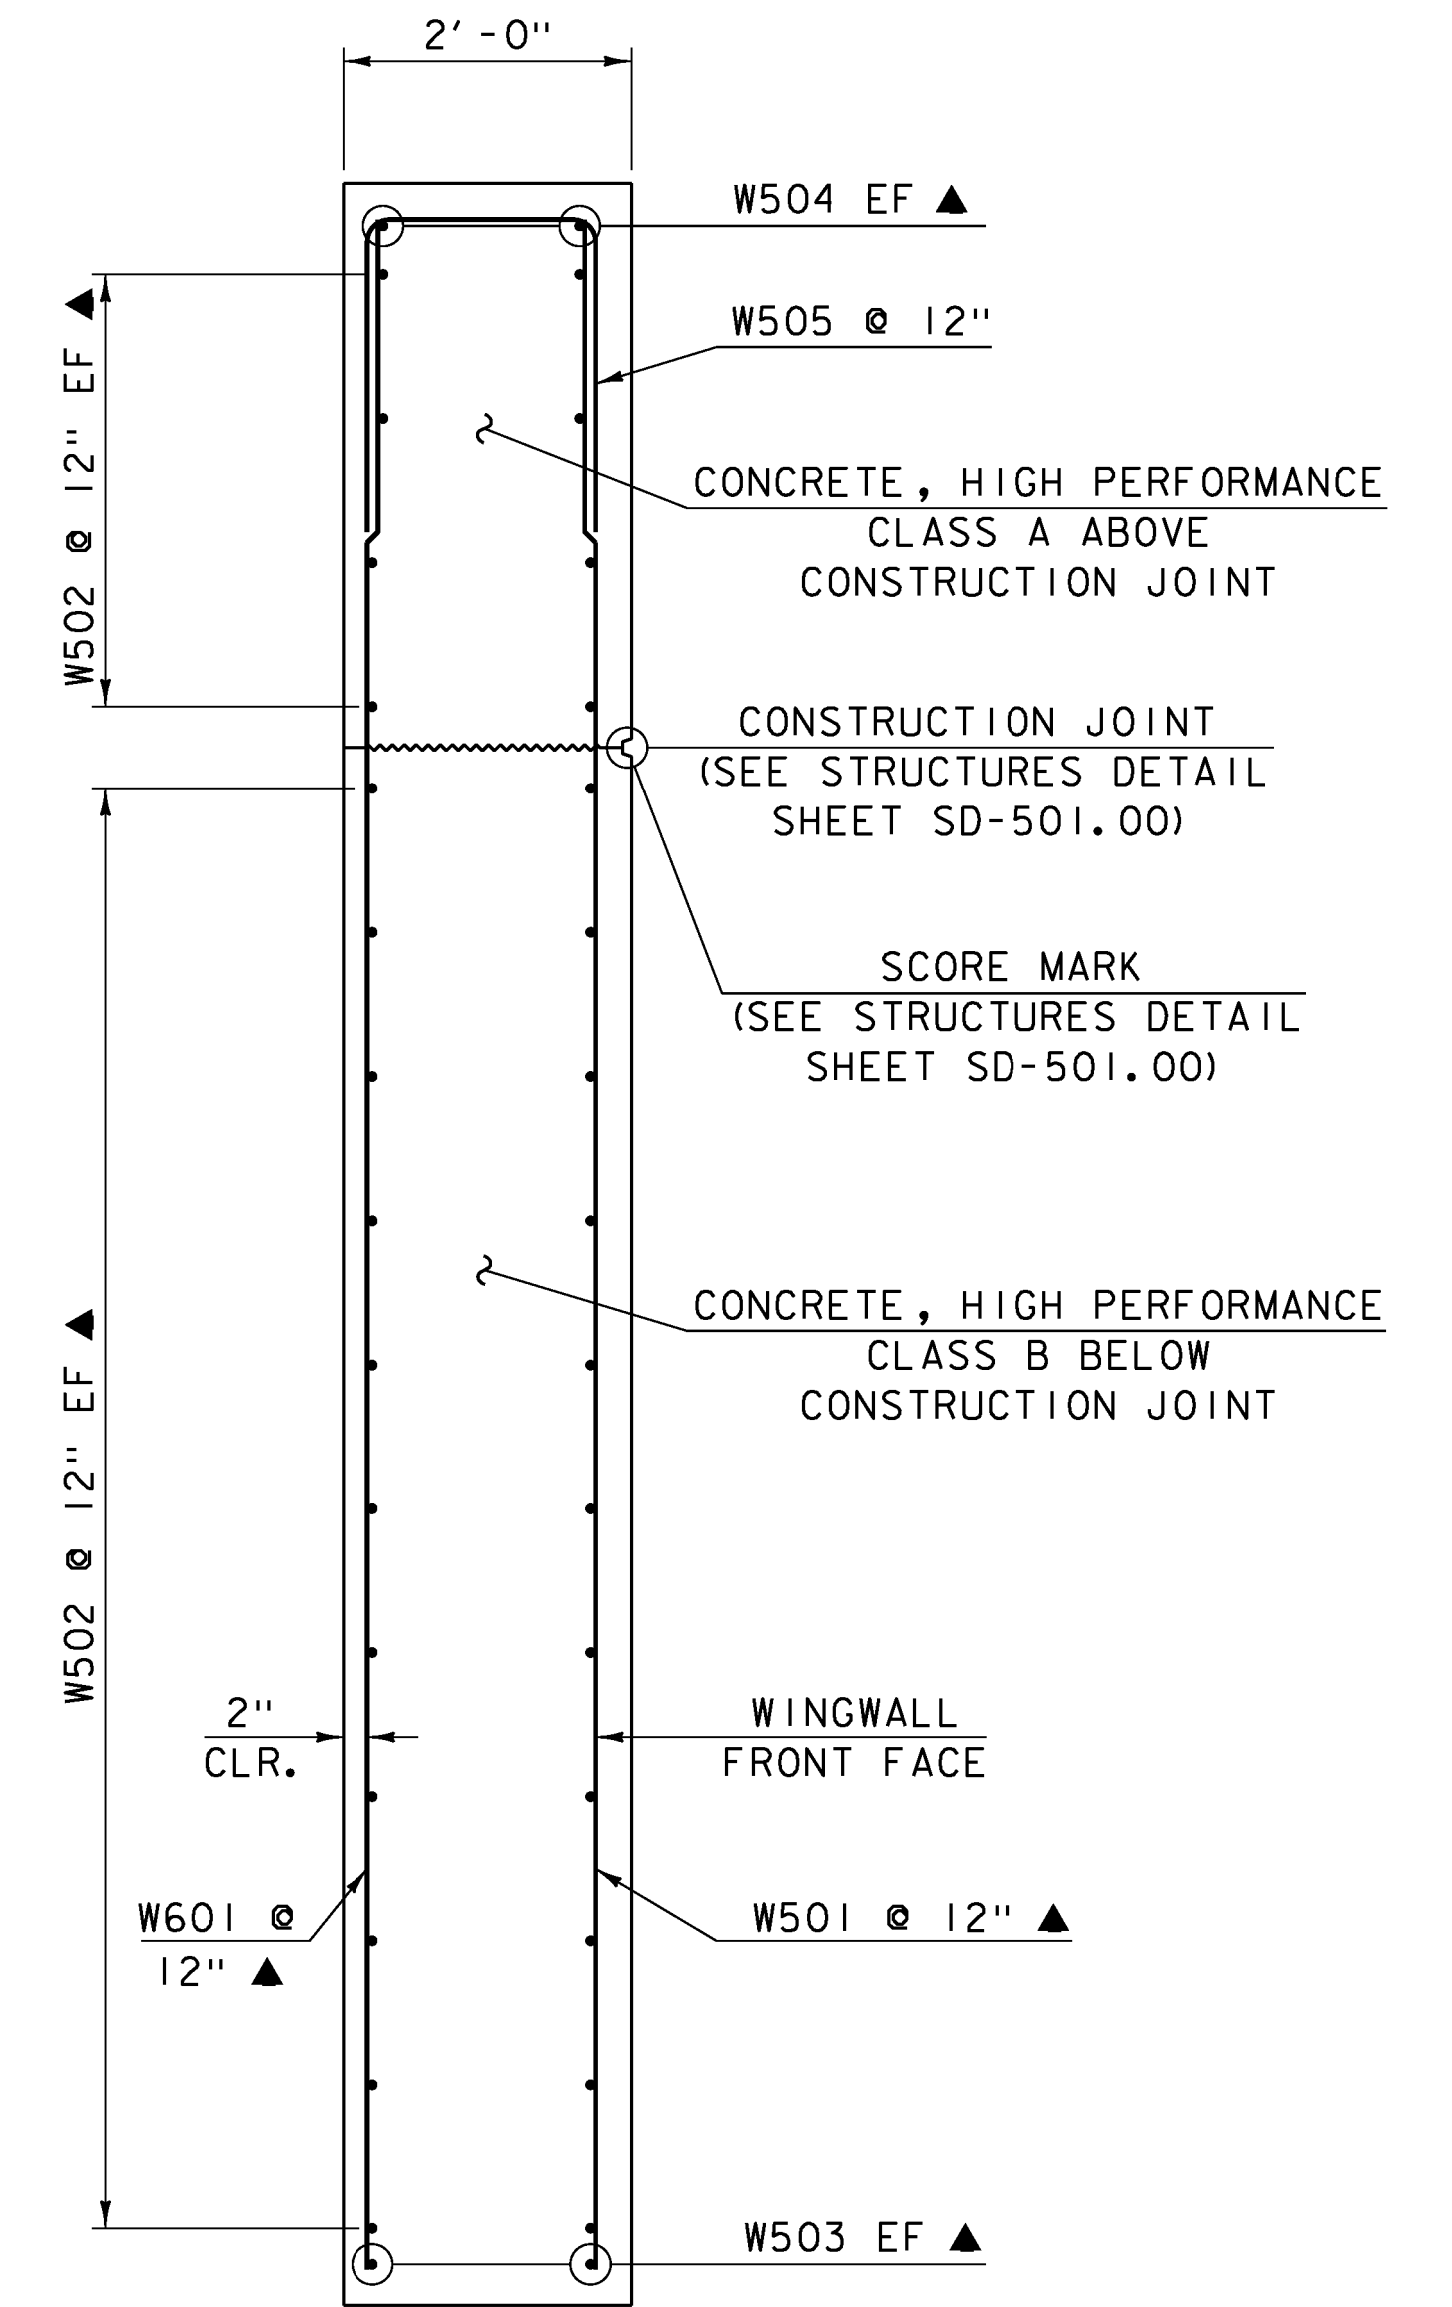 2'-0"
W504 EF ▲
W505 @ 12"
W502 @ 12" EF ▲
CONCRETE, HIGH PERFORMANCE
CLASS A ABOVE
CONSTRUCTION JOINT
CONSTRUCTION JOINT
(SEE STRUCTURES DETAIL
SHEET SD-501.00)
SCORE MARK
(SEE STRUCTURES DETAIL
SHEET SD-501.00)
CONCRETE, HIGH PERFORMANCE
CLASS B BELOW
CONSTRUCTION JOINT
W502 @ 12" EF ▲
2"
CLR.
WINGWALL
FRONT FACE
W601 @
12" ▲
W501 @ 12" ▲
W503 EF ▲